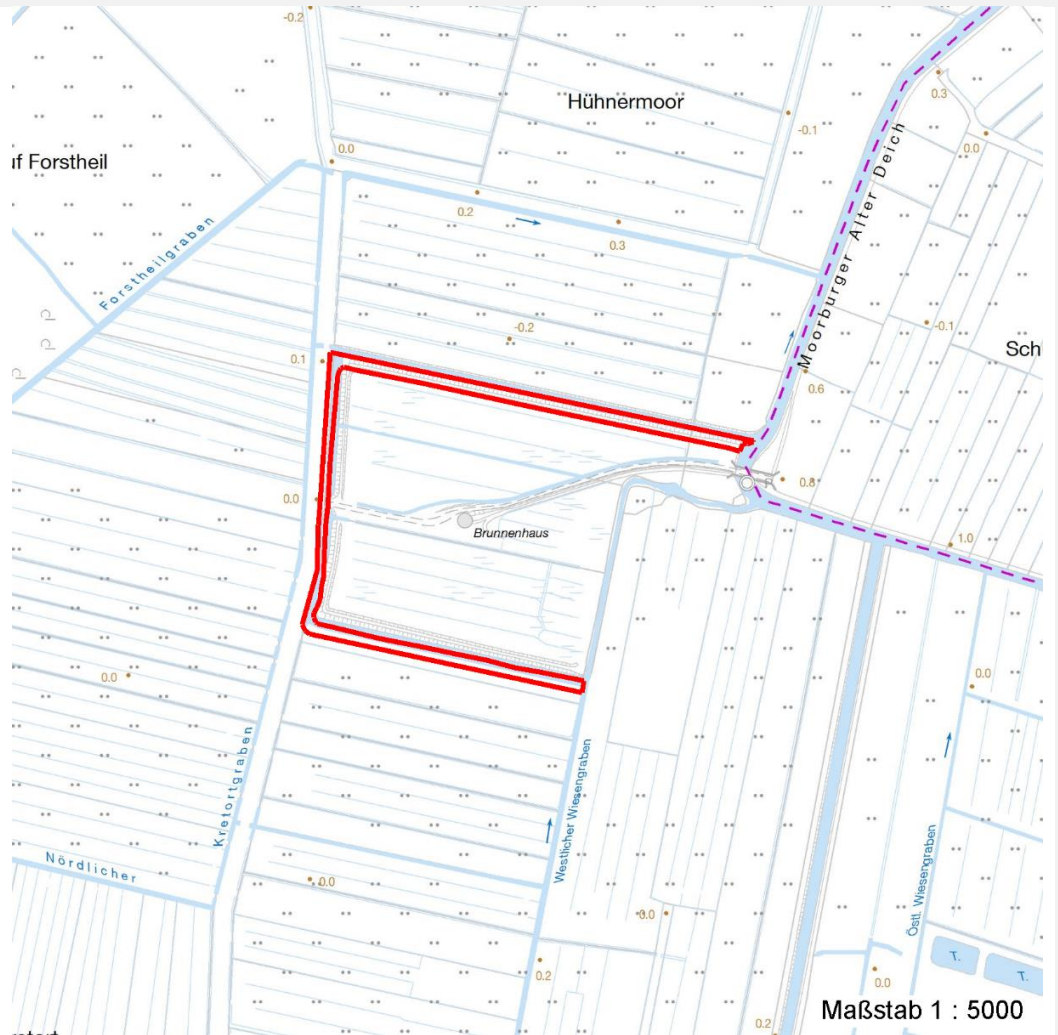 -0.2
Hühnermoor
0.3
-0.1
0.0
0.0
uf Forstheil
0.2
0.3
Forstheilgraben
Moorburger Alter Deich
-0.2
-0.1
0.1
Sch
0.6
0.0
0.8
Brunnenhaus
1.0
0.0
0.0
Kretortgraben
Westlicher Wiesengraben
Nördlicher
0.0
Östl. Wiesengraben
0.0
T.
T.
0.2
0.0
Maßstab 1 : 5000
0.2